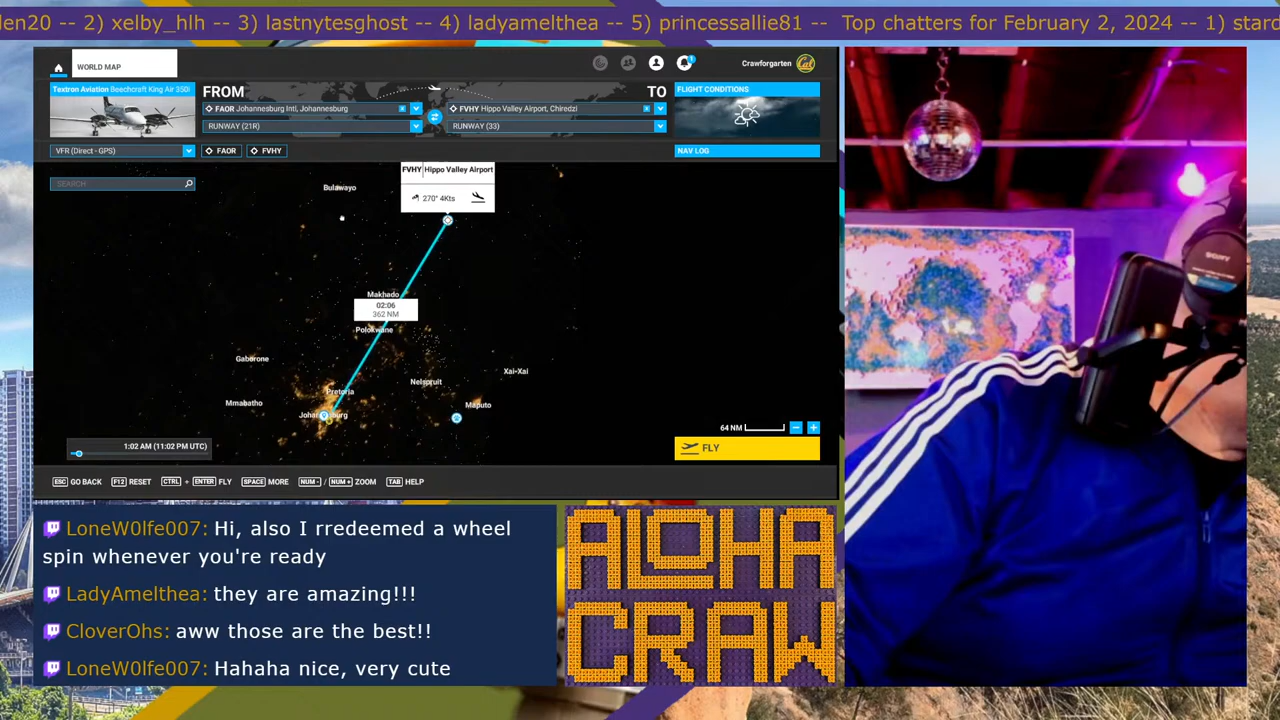 len20 -- 2) xelby_hlh -- 3) lastnytesghost -- 4) ladyamelthea -- 5) princessallie81 -- Top chatters for February 2, 2024 -- 1) stard
WORLD MAP
Crawforgarten
Cal
Textron Aviation Beechcraft King Air 350i
FROM
TO
FLIGHT CONDITIONS
FAOR Johannesburg Intl, Johannesburg
FVHY Hippo Valley Airport, Chiredzi
RUNWAY (21R)
RUNWAY (33)
VFR (Direct - GPS)
FAOR
FVHY
NAV LOG
SEARCH
FVHY Hippo Valley Airport
270° 4Kts
Bulawayo
Makhado
02:06
362 NM
Polokwane
Gaborone
Nelspruit
Xai-Xai
Pretoria
Mmabatho
Maputo
Johannesburg
64 NM
1:02 AM (11:02 PM UTC)
FLY
ESC GO BACK
F12 RESET
CTRL + ENTER FLY
SPACE MORE
NUM - / NUM + ZOOM
TAB HELP
LoneW0lfe007: Hi, also I rredeemed a wheel
spin whenever you're ready
LadyAmelthea: they are amazing!!!
CloverOhs: aww those are the best!!
LoneW0lfe007: Hahaha nice, very cute
ALOHA
CRAW
SONY